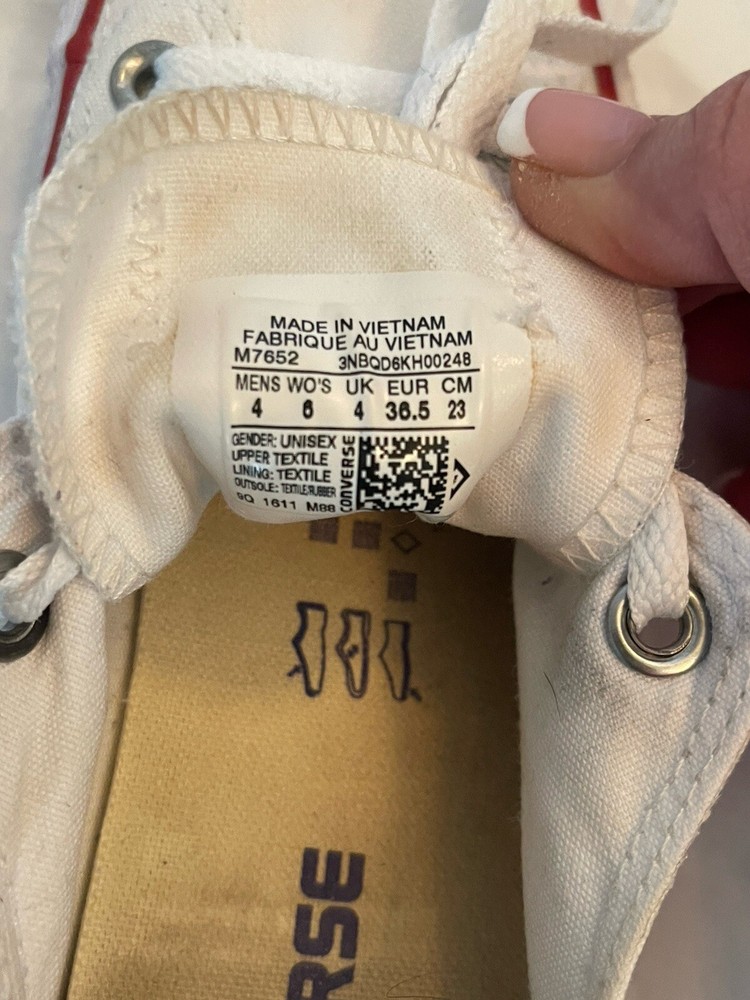 MADE IN VIETNAM
FABRIQUE AU VIETNAM
M7652 3NBQD6KH00248
MENS WO'S UK EUR CM
4 6 4 36.5 23
GENDER: UNISEX
UPPER TEXTILE
LINING: TEXTILE
OUTSOLE: TEXTILE/RUBBER
9Q 1611 M88
CONVERSE
RSE